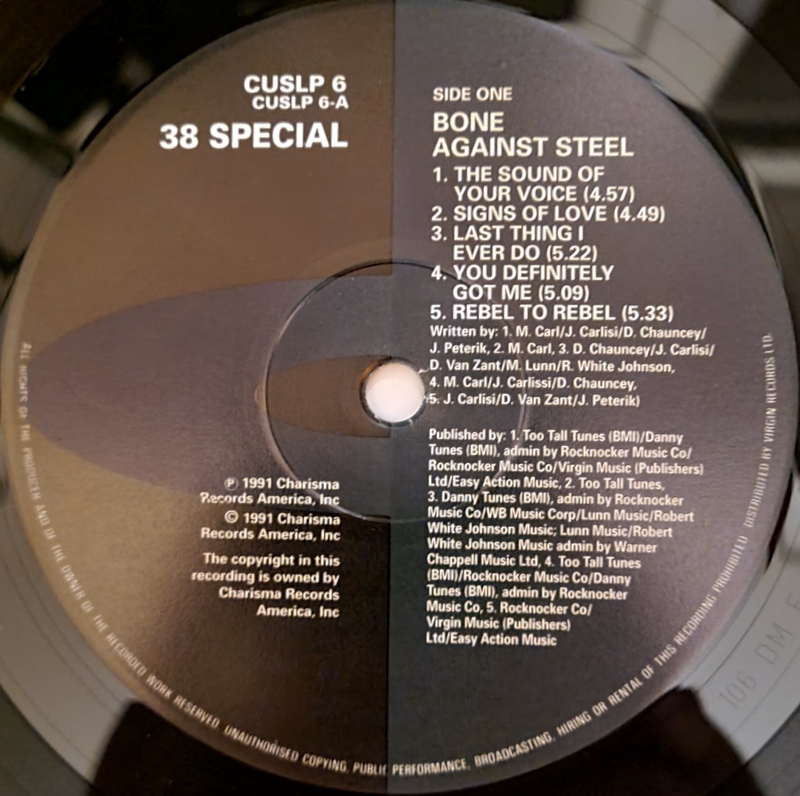 CUSLP 6
CUSLP 6-A
38 SPECIAL
SIDE ONE
BONE
AGAINST STEEL
1. THE SOUND OF
YOUR VOICE (4.57)
2. SIGNS OF LOVE (4.49)
3. LAST THING I
EVER DO (5.22)
4. YOU DEFINITELY
GOT ME (5.09)
5. REBEL TO REBEL (5.33)
Written by: 1. M. Carl/J. Carlisi/D. Chauncey/
J. Peterik, 2. M. Carl, 3. D. Chauncey/J. Carlisi/
D. Van Zant/M. Lunn/R. White Johnson,
4. M. Carl/J. Carlissi/D. Chauncey,
5. J. Carlisi/D. Van Zant/J. Peterik)
Published by: 1. Too Tall Tunes (BMI)/Danny
Tunes (BMI), admin by Rocknocker Music Co/
Rocknocker Music Co/Virgin Music (Publishers)
Ltd/Easy Action Music, 2. Too Tall Tunes,
3. Danny Tunes (BMI), admin by Rocknocker
Music Co/WB Music Corp/Lunn Music/Robert
White Johnson Music; Lunn Music/Robert
White Johnson Music admin by Warner
Chappell Music Ltd, 4. Too Tall Tunes
(BMI)/Rocknocker Music Co/Danny
Tunes (BMI), admin by Rocknocker
Music Co, 5. Rocknocker Co/
Virgin Music (Publishers)
Ltd/Easy Action Music
℗ 1991 Charisma
Records America, Inc
© 1991 Charisma
Records America, Inc
The copyright in this
recording is owned by
Charisma Records
America, Inc
ALL RIGHTS OF THE PRODUCER AND OF THE OWNER OF THE RECORDED WORK RESERVED UNAUTHORISED COPYING, PUBLIC PERFORMANCE, BROADCASTING, HIRING OR RENTAL OF THIS RECORDING PROHIBITED DISTRIBUTED BY VIRGIN RECORDS LTD.
106 DM